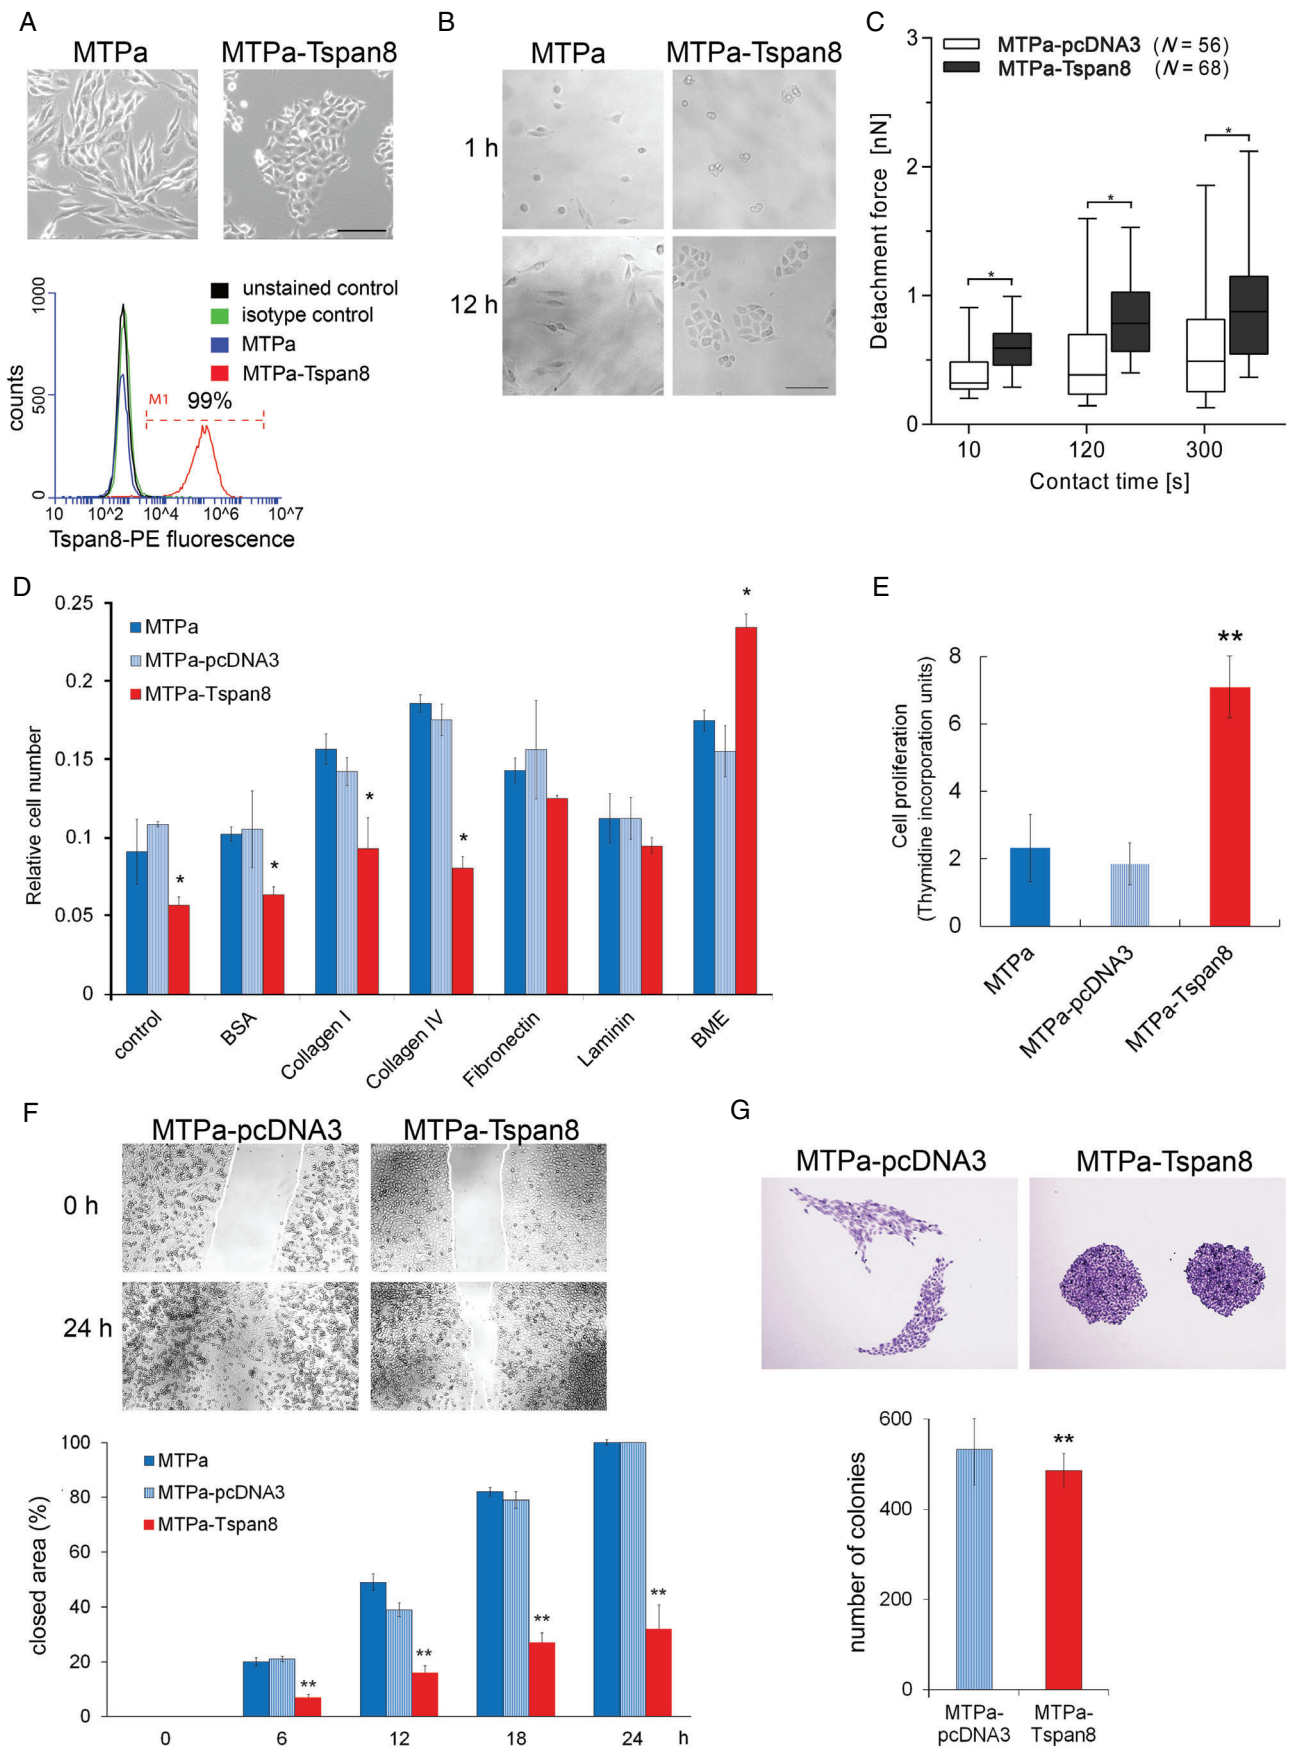 A
MTPa
MTPa-Tspan8
1000
500
0
counts
unstained control
isotype control
MTPa
MTPa-Tspan8
M1
99%
10
10^2
10^4
10^6
10^7
Tspan8-PE fluorescence
B
MTPa
MTPa-Tspan8
1 h
12 h
C
MTPa-pcDNA3 (N = 56)
MTPa-Tspan8 (N = 68)
3
2
1
0
Detachment force [nN]
*
*
*
10
120
300
Contact time [s]
D
0.25
0.2
0.15
0.1
0.05
0
Relative cell number
MTPa
MTPa-pcDNA3
MTPa-Tspan8
*
*
*
*
*
control
BSA
Collagen I
Collagen IV
Fibronectin
Laminin
BME
E
8
6
4
2
0
Cell proliferation
(Thymidine incorporation units)
**
MTPa
MTPa-pcDNA3
MTPa-Tspan8
F
MTPa-pcDNA3
MTPa-Tspan8
0 h
24 h
100
80
60
40
20
0
closed area (%)
MTPa
MTPa-pcDNA3
MTPa-Tspan8
**
**
**
**
0
6
12
18
24
h
G
MTPa-pcDNA3
MTPa-Tspan8
600
400
200
0
number of colonies
**
MTPa-
pcDNA3
MTPa-
Tspan8